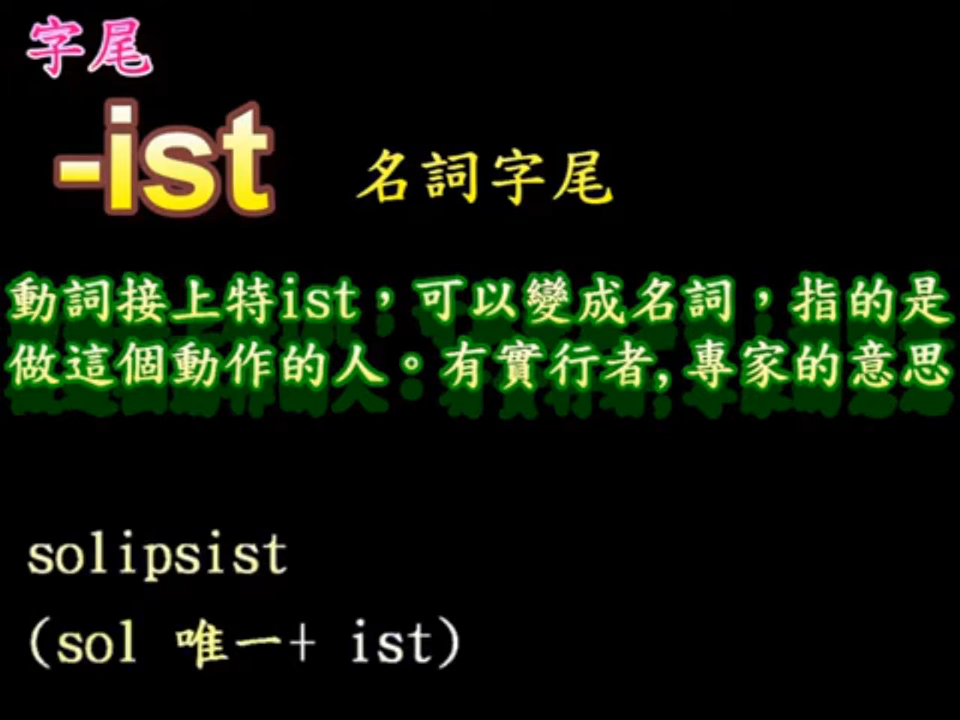 字尾
-ist 名詞字尾
動詞接上特ist，可以變成名詞，指的是
做這個動作的人。有實行者,專家的意思
solipsist
(sol 唯一+ ist)